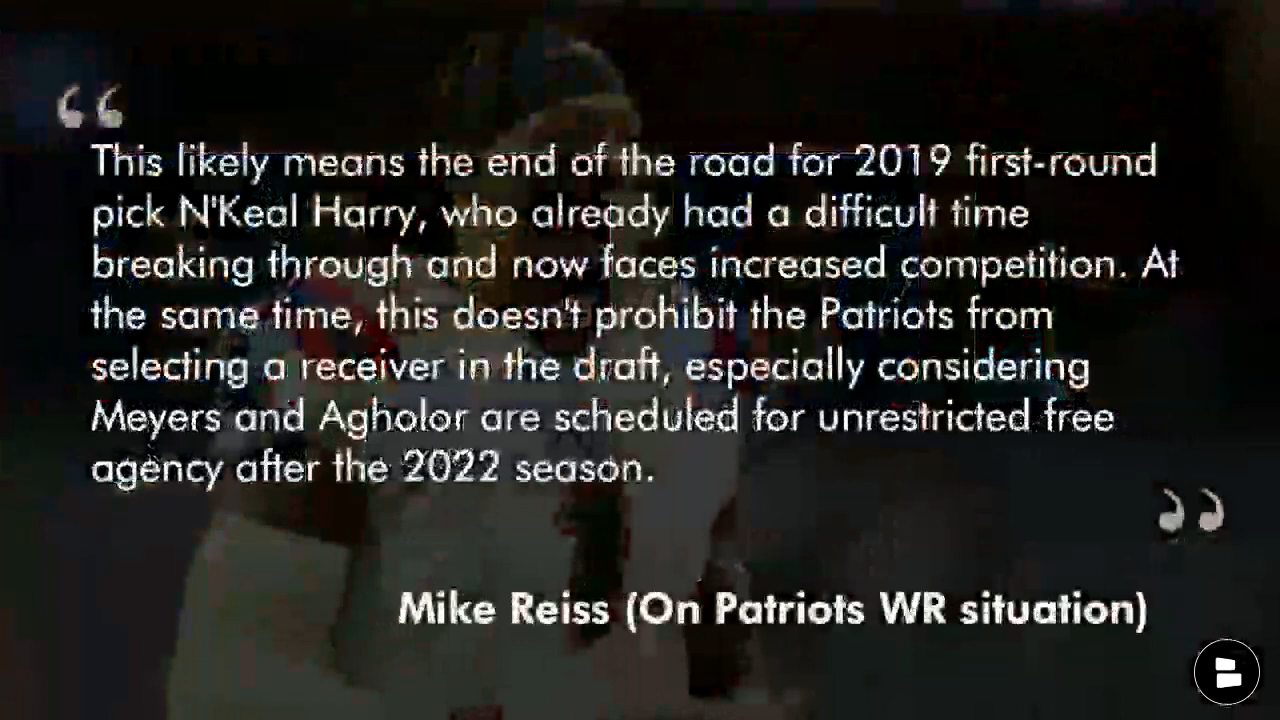 “
This likely means the end of the road for 2019 first-round
pick N'Keal Harry, who already had a difficult time
breaking through and now faces increased competition. At
the same time, this doesn't prohibit the Patriots from
selecting a receiver in the draft, especially considering
Meyers and Agholor are scheduled for unrestricted free
agency after the 2022 season.
”
Mike Reiss (On Patriots WR situation)